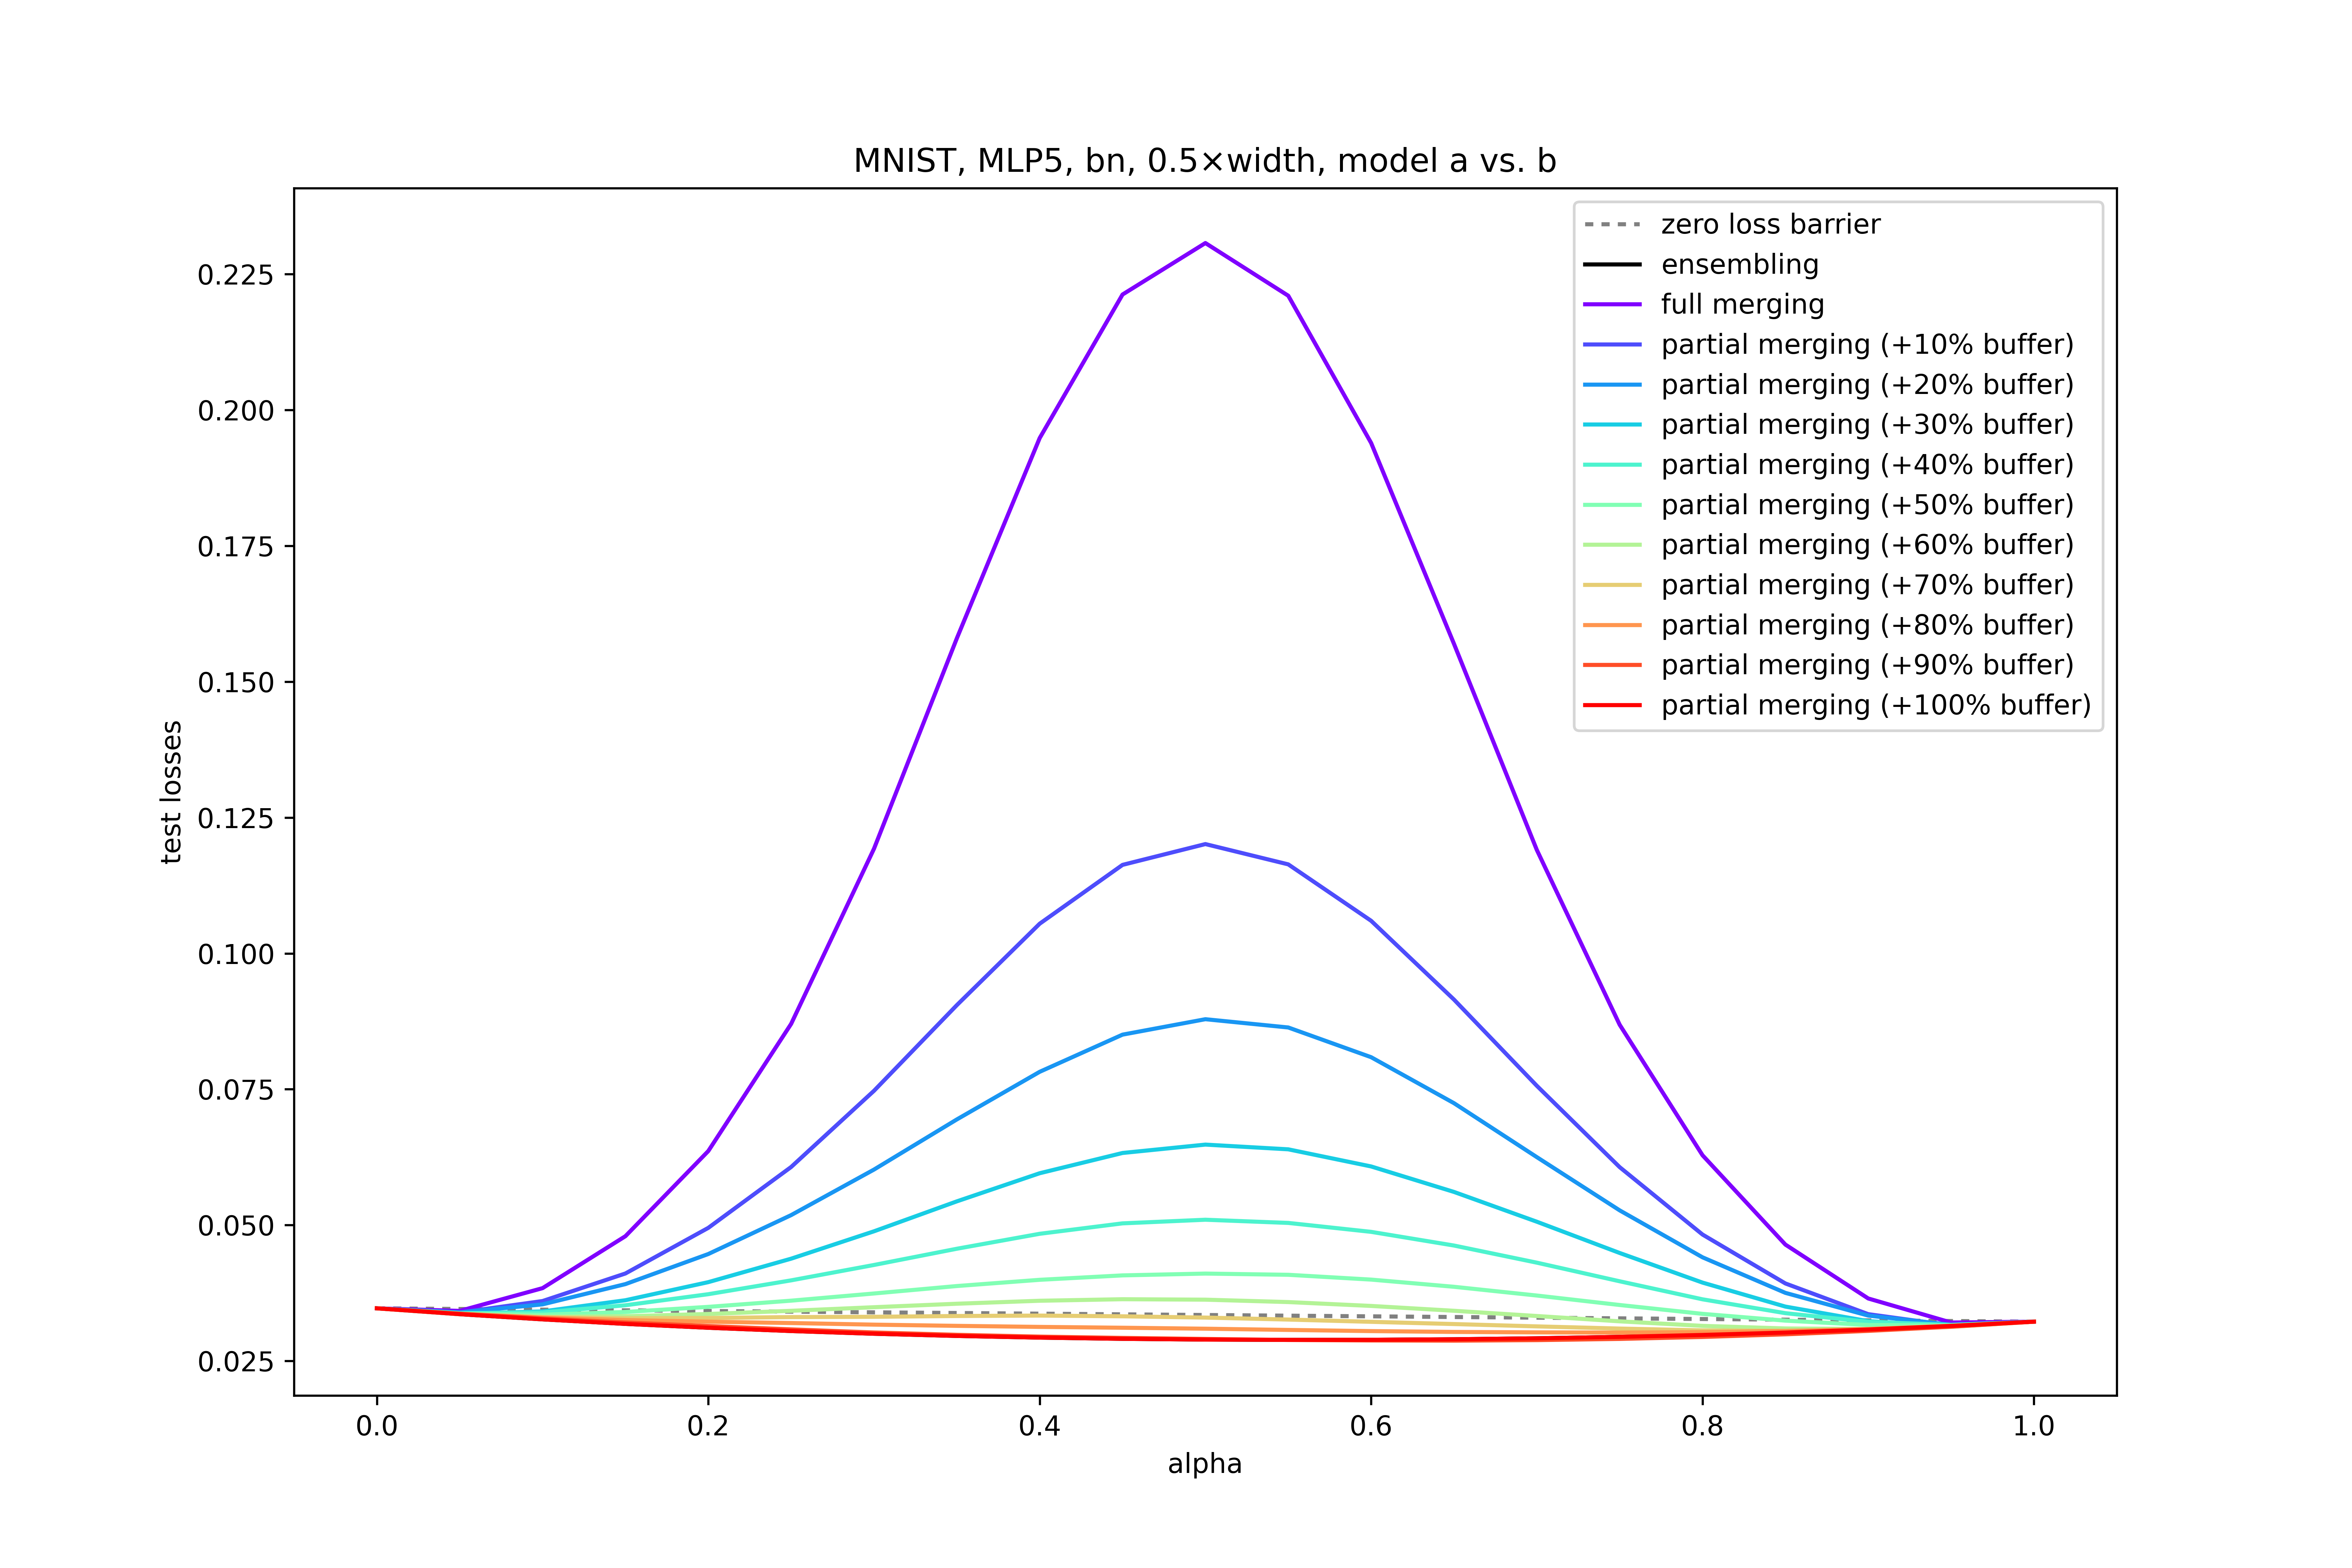 MNIST, MLP5, bn, 0.5×width, model a vs. b
zero loss barrier
ensembling
full merging
partial merging (+10% buffer)
partial merging (+20% buffer)
partial merging (+30% buffer)
partial merging (+40% buffer)
partial merging (+50% buffer)
partial merging (+60% buffer)
partial merging (+70% buffer)
partial merging (+80% buffer)
partial merging (+90% buffer)
partial merging (+100% buffer)
test losses
0.225
0.200
0.175
0.150
0.125
0.100
0.075
0.050
0.025
0.0 0.2 0.4 0.6 0.8 1.0
alpha